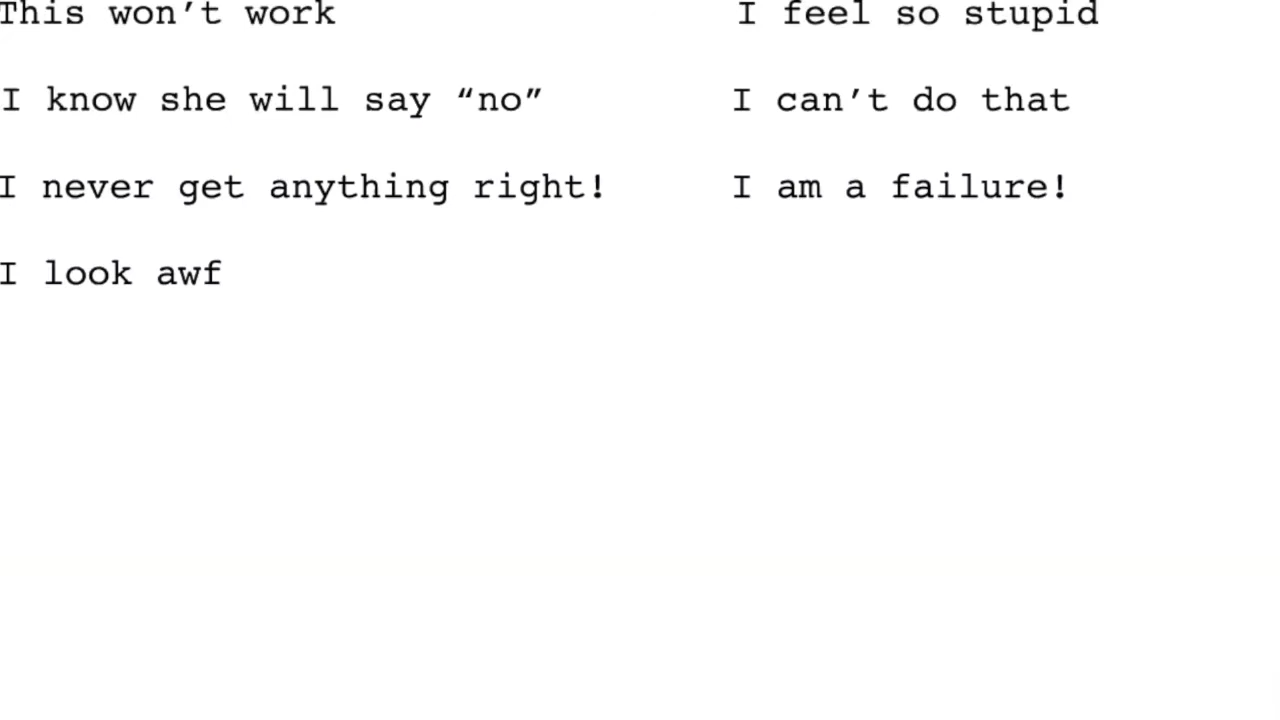 This won’t work
I feel so stupid
I know she will say “no”
I can’t do that
I never get anything right!
I am a failure!
I look awf